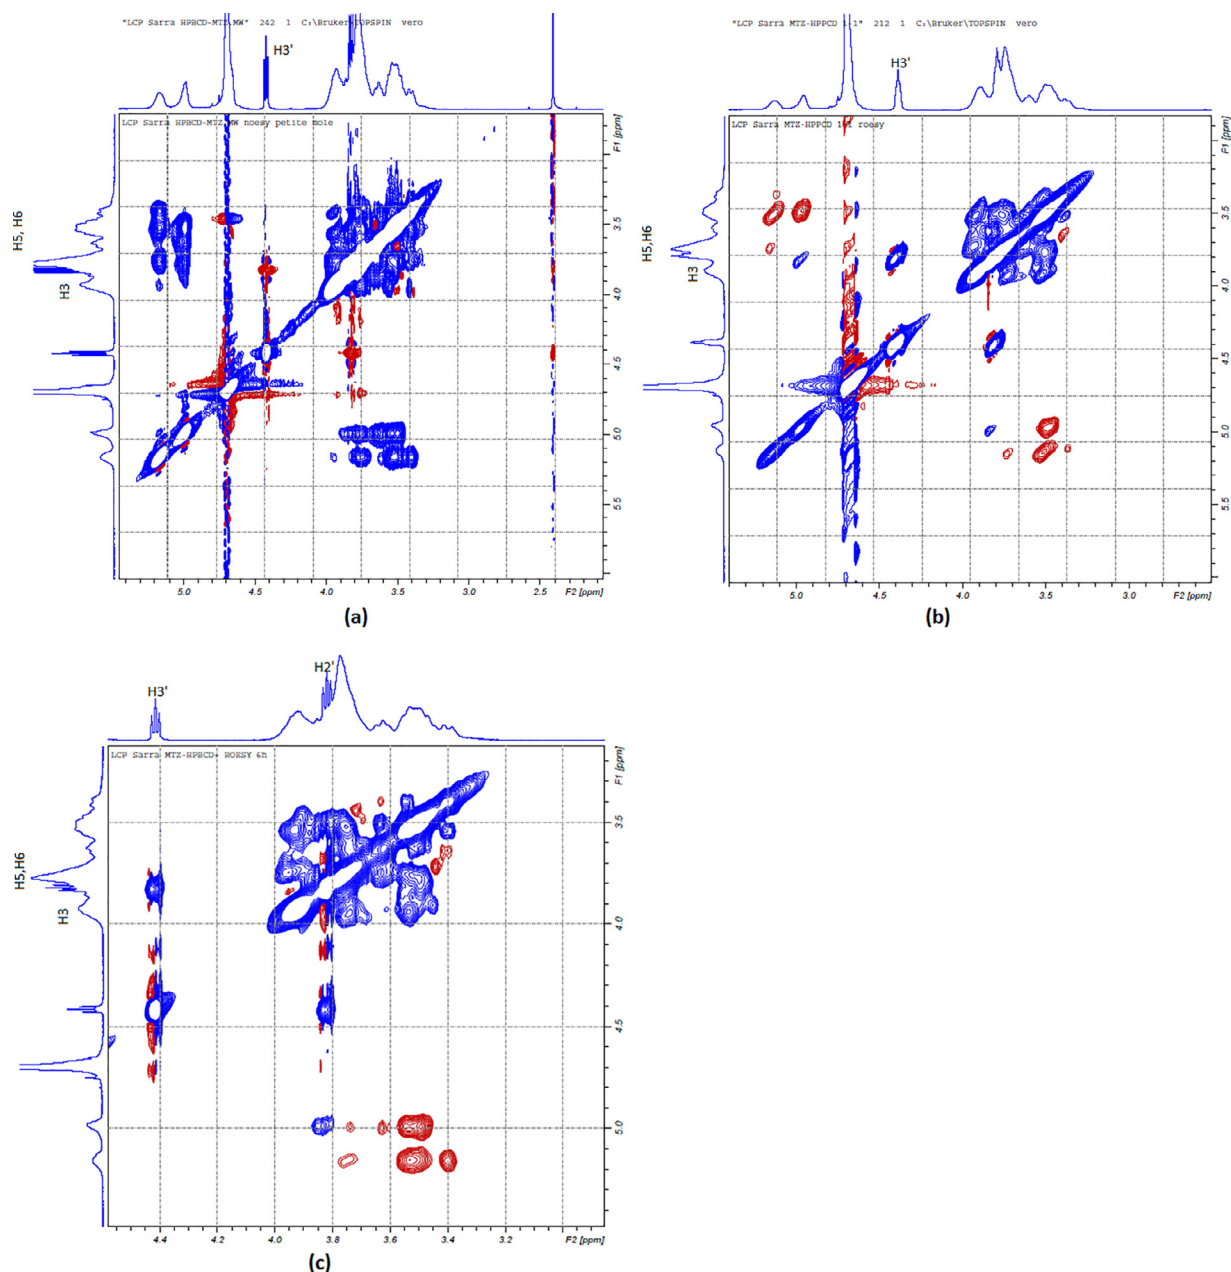 "LCP Sarra HPBCD-MTZ MW" 242 1 C:\Bruker\TOPSPIN vero
H3'
LCP Sarra HPBCD-MTZ MW noesy petite mole
H5, H6
H3
F1 [ppm]
3.5
4.0
4.5
5.0
5.5
5.0
4.5
4.0
3.5
3.0
2.5
F2 [ppm]
(a)
"LCP Sarra MTZ-HPPCD 1-1" 212 1 C:\Bruker\TOPSPIN vero
H3'
LCP Sarra MTZ-HPPCD 1-1 roesy
H5,H6
H3
F1 [ppm]
3.5
4.0
4.5
5.0
5.5
5.0
4.5
4.0
3.5
3.0
F2 [ppm]
(b)
H3'
H2'
LCP Sarra MTZ-HPBCD+ ROESY 6h
H5,H6
H3
F1 [ppm]
3.5
4.0
4.5
5.0
4.4
4.2
4.0
3.8
3.6
3.4
3.2
F2 [ppm]
(c)